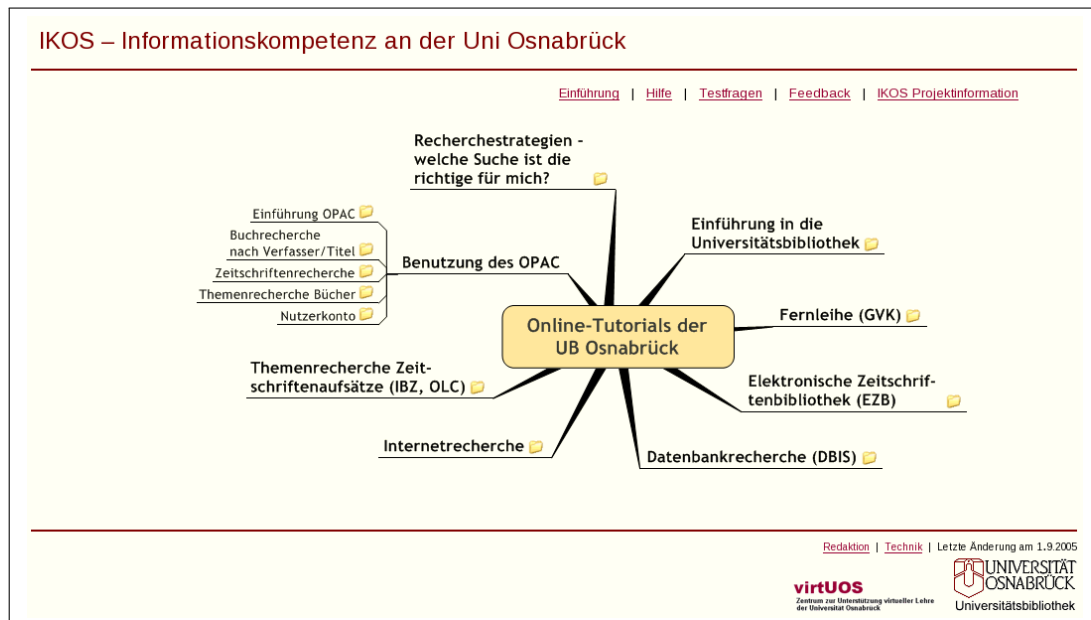 IKOS – Informationskompetenz an der Uni Osnabrück
Einführung | Hilfe | Testfragen | Feedback | IKOS Projektinformation
Recherchestrategien -
welche Suche ist die
richtige für mich?
Einführung in die
Universitätsbibliothek
Einführung OPAC
Buchrecherche
nach Verfasser/Titel
Zeitschriftenrecherche
Themenrecherche Bücher
Nutzerkonto
Benutzung des OPAC
Fernleihe (GVK)
Online-Tutorials der
UB Osnabrück
Themenrecherche Zeit-
schriftenaufsätze (IBZ, OLC)
Elektronische Zeitschrif-
tenbibliothek (EZB)
Internetrecherche
Datenbankrecherche (DBIS)
Redaktion | Technik | Letzte Änderung am 1.9.2005
virtUOS
Zentrum zur Unterstützung virtueller Lehre
der Universität Osnabrück
UNIVERSITÄT
OSNABRÜCK
Universitätsbibliothek